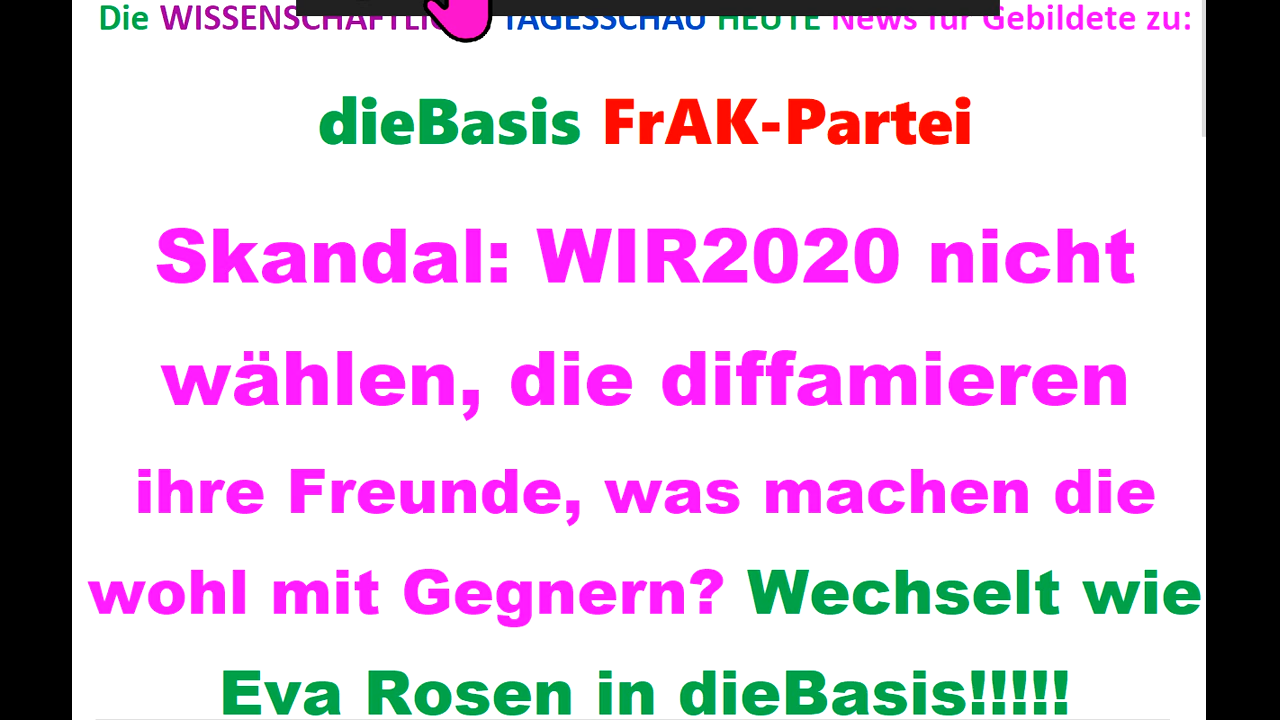 Die WISSENSCHAFTLICHE TAGESSCHAU HEUTE News für Gebildete zu:
dieBasis FrAK-Partei
Skandal: WIR2020 nicht
wählen, die diffamieren
ihre Freunde, was machen die
wohl mit Gegnern? Wechselt wie
Eva Rosen in dieBasis!!!!!